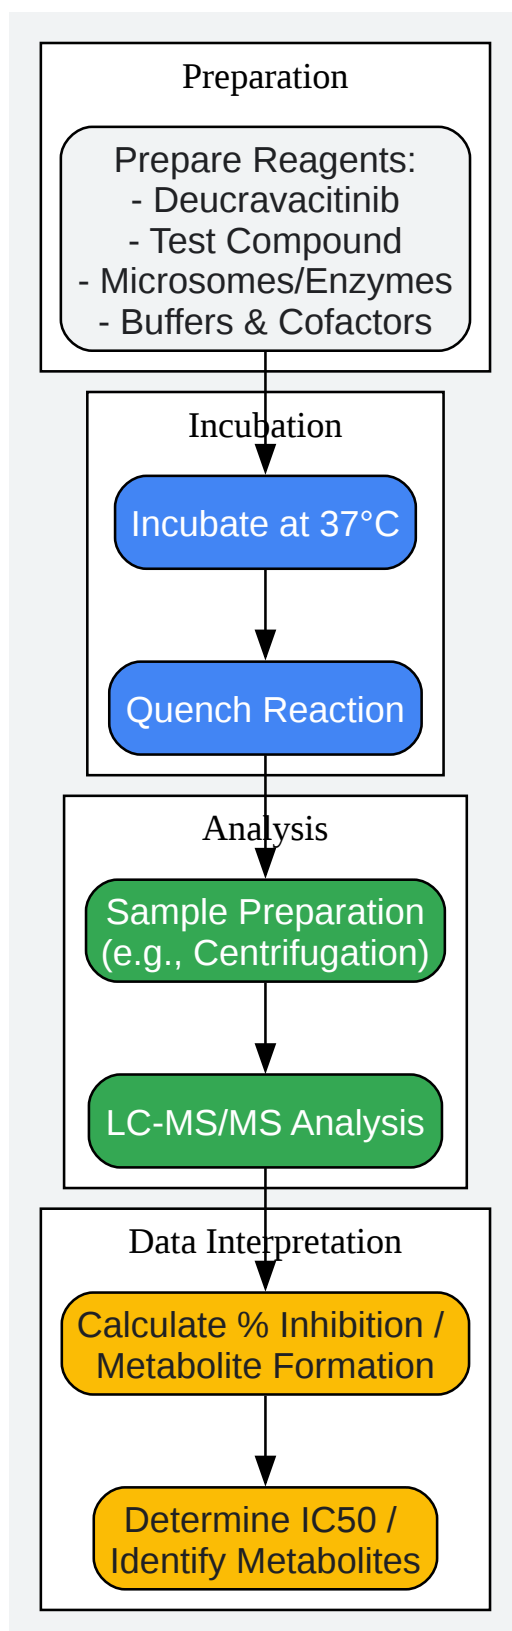 Preparation
Prepare Reagents:
- Deucravacitinib
- Test Compound
- Microsomes/Enzymes
- Buffers & Cofactors
Incubation
Incubate at 37°C
Quench Reaction
Analysis
Sample Preparation
(e.g., Centrifugation)
LC-MS/MS Analysis
Data Interpretation
Calculate % Inhibition /
Metabolite Formation
Determine IC50 /
Identify Metabolites